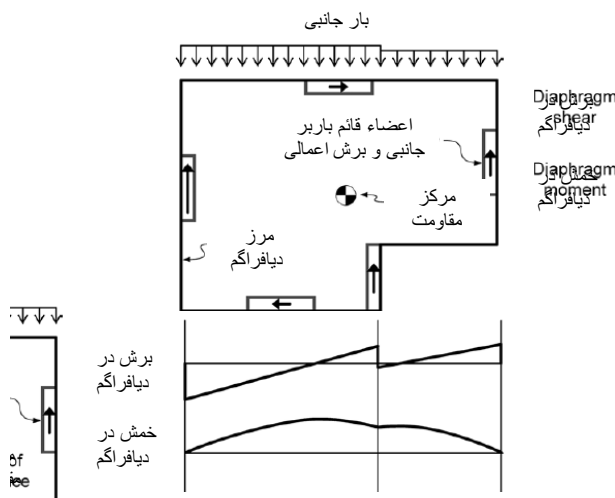 بار جانبی
اعضاء قائم باربر
جانبی و برش اعمالی
مرکز
مقاومت
مرز
دیافراگم
برش در
دیافراگم
Diaphragm
shear
خمش در
دیافراگم
Diaphragm
moment
برش در
دیافراگم
خمش در
دیافراگم
of